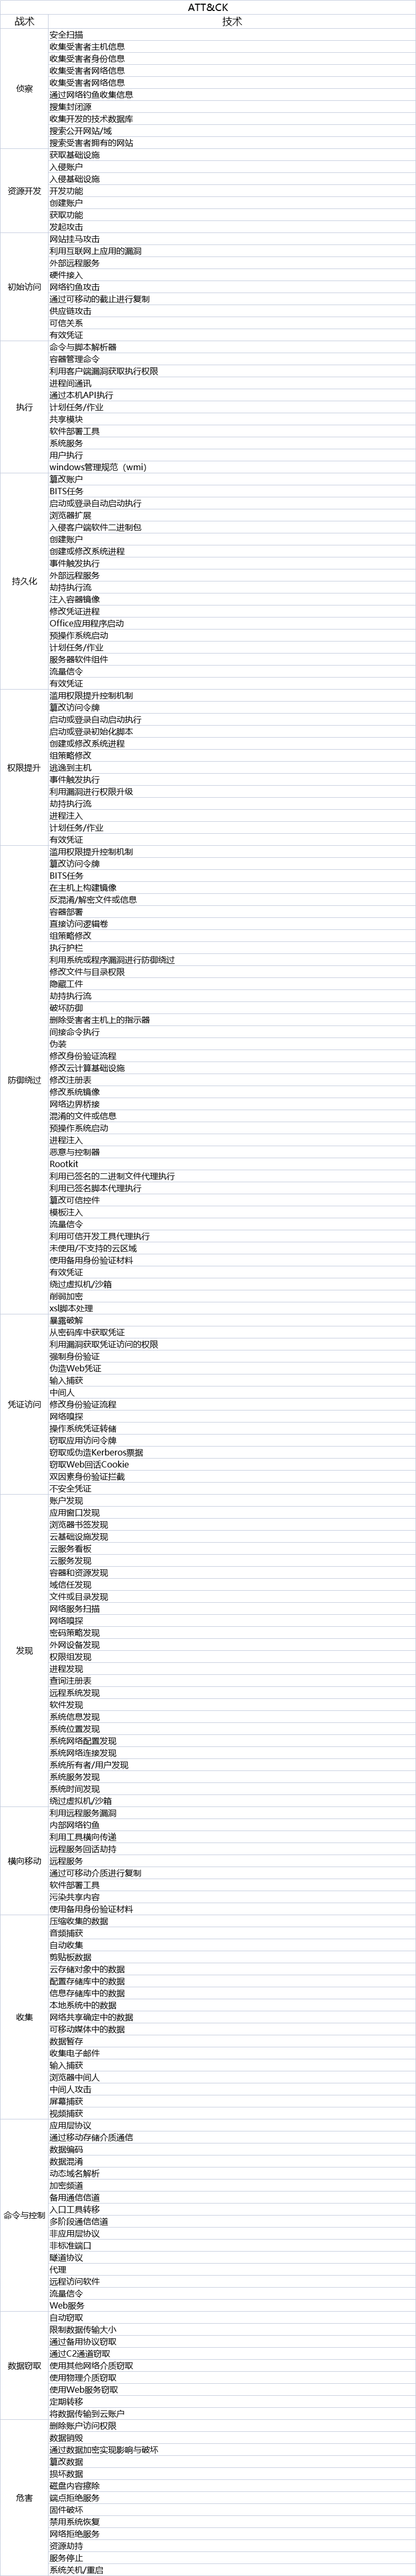 ATT&CK
战术 技术
侦察
安全扫描
收集受害者主机信息
收集受害者身份信息
收集受害者网络信息
收集受害者网络信息
通过网络钓鱼收集信息
搜集封闭源
收集开发的技术数据库
搜索公开网站/域
搜索受害者拥有的网站
资源开发
获取基础设施
入侵账户
入侵基础设施
开发功能
创建账户
获取功能
发起攻击
初始访问
网站挂马攻击
利用互联网上应用的漏洞
外部远程服务
硬件接入
网络钓鱼攻击
通过可移动的截止进行复制
供应链攻击
可信关系
有效凭证
执行
命令与脚本解析器
容器管理命令
利用客户端漏洞获取执行权限
进程间通讯
通过本机API执行
计划任务/作业
共享模块
软件部署工具
系统服务
用户执行
windows管理规范（wmi）
持久化
篡改账户
BITS任务
启动或登录自动启动执行
浏览器扩展
入侵客户端软件二进制包
创建账户
创建或修改系统进程
事件触发执行
外部远程服务
劫持执行流
注入容器镜像
修改凭证进程
Office应用程序启动
预操作系统启动
计划任务/作业
服务器软件组件
流量信令
有效凭证
权限提升
滥用权限提升控制机制
篡改访问令牌
启动或登录自动启动执行
启动或登录初始化脚本
创建或修改系统进程
组策略修改
逃逸到主机
事件触发执行
利用漏洞进行权限升级
劫持执行流
进程注入
计划任务/作业
有效凭证
防御绕过
滥用权限提升控制机制
篡改访问令牌
BITS任务
在主机上构建镜像
反混淆/解密文件或信息
容器部署
直接访问逻辑卷
组策略修改
执行护栏
利用系统或程序漏洞进行防御绕过
修改文件与目录权限
隐藏工件
劫持执行流
破坏防御
删除受害者主机上的指示器
间接命令执行
伪装
修改身份验证流程
修改云计算基础设施
修改注册表
修改系统镜像
网络边界桥接
混淆的文件或信息
预操作系统启动
进程注入
恶意与控制器
Rootkit
利用已签名的二进制文件代理执行
利用已签名脚本代理执行
篡改可信控件
模板注入
流量信令
利用可信开发工具代理执行
未使用/不支持的云区域
使用备用身份验证材料
有效凭证
绕过虚拟机/沙箱
削弱加密
xsl脚本处理
凭证访问
暴露破解
从密码库中获取凭证
利用漏洞获取凭证访问的权限
强制身份验证
伪造Web凭证
输入捕获
中间人
修改身份验证流程
网络嗅探
操作系统凭证转储
窃取应用访问令牌
窃取或伪造Kerberos票据
窃取Web回话Cookie
双因素身份验证拦截
不安全凭证
发现
账户发现
应用窗口发现
浏览器书签发现
云基础设施发现
云服务看板
云服务发现
容器和资源发现
域信任发现
文件或目录发现
网络服务扫描
网络嗅探
密码策略发现
外网设备发现
权限组发现
进程发现
查询注册表
远程系统发现
软件发现
系统信息发现
系统位置发现
系统网络配置发现
系统网络连接发现
系统所有者/用户发现
系统服务发现
系统时间发现
绕过虚拟机/沙箱
横向移动
利用远程服务漏洞
内部网络钓鱼
利用工具横向传递
远程服务回话劫持
远程服务
通过可移动介质进行复制
软件部署工具
污染共享内容
使用备用身份验证材料
收集
压缩收集的数据
音频捕获
自动收集
剪贴板数据
云存储对象中的数据
配置存储库中的数据
信息存储库中的数据
本地系统中的数据
网络共享确定中的数据
可移动媒体中的数据
数据暂存
收集电子邮件
输入捕获
浏览器中间人
中间人攻击
屏幕捕获
视频捕获
命令与控制
应用层协议
通过移动存储介质通信
数据编码
数据混淆
动态域名解析
加密频道
备用通信信道
入口工具转移
多阶段通信信道
非应用层协议
非标准端口
隧道协议
代理
远程访问软件
流量信令
Web服务
数据窃取
自动窃取
限制数据传输大小
通过备用协议窃取
通过C2通道窃取
使用其他网络介质窃取
使用物理介质窃取
使用Web服务窃取
定期转移
将数据传输到云账户
危害
删除账户访问权限
数据销毁
通过数据加密实现影响与破坏
篡改数据
损坏数据
磁盘内容擦除
端点拒绝服务
固件破坏
禁用系统恢复
网络拒绝服务
资源劫持
服务停止
系统关机/重启